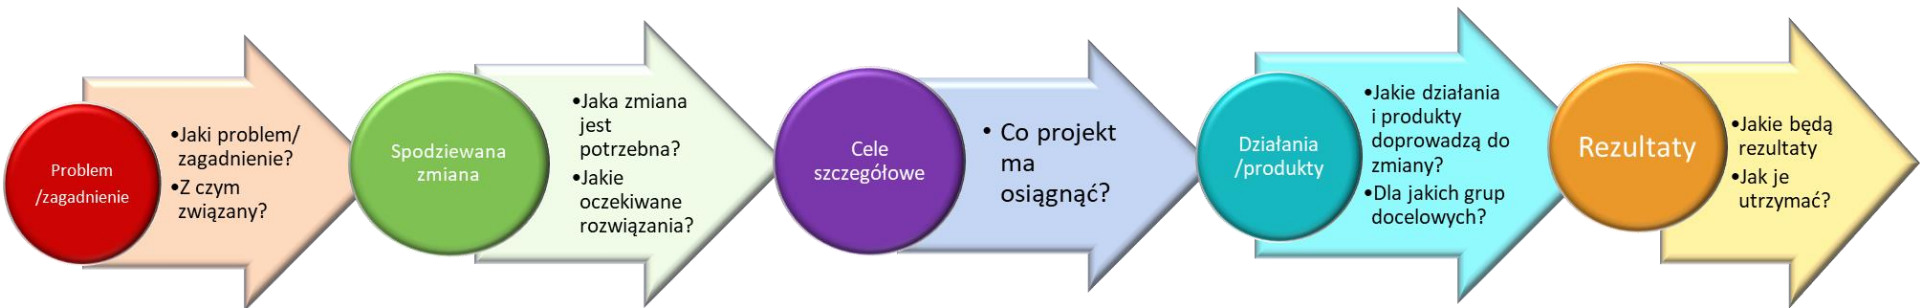 Problem
/zagadnienie
•Jaki problem/
zagadnienie?
•Z czym
związany?
Spodziewana
zmiana
•Jaka zmiana
jest
potrzebna?
•Jakie
oczekiwane
rozwiązania?
Cele
szczegółowe
• Co projekt
ma
osiągnąć?
Działania
/produkty
•Jakie działania
i produkty
doprowadzą do
zmiany?
•Dla jakich grup
docelowych?
Rezultaty
•Jakie będą
rezultaty
•Jak je
utrzymać?